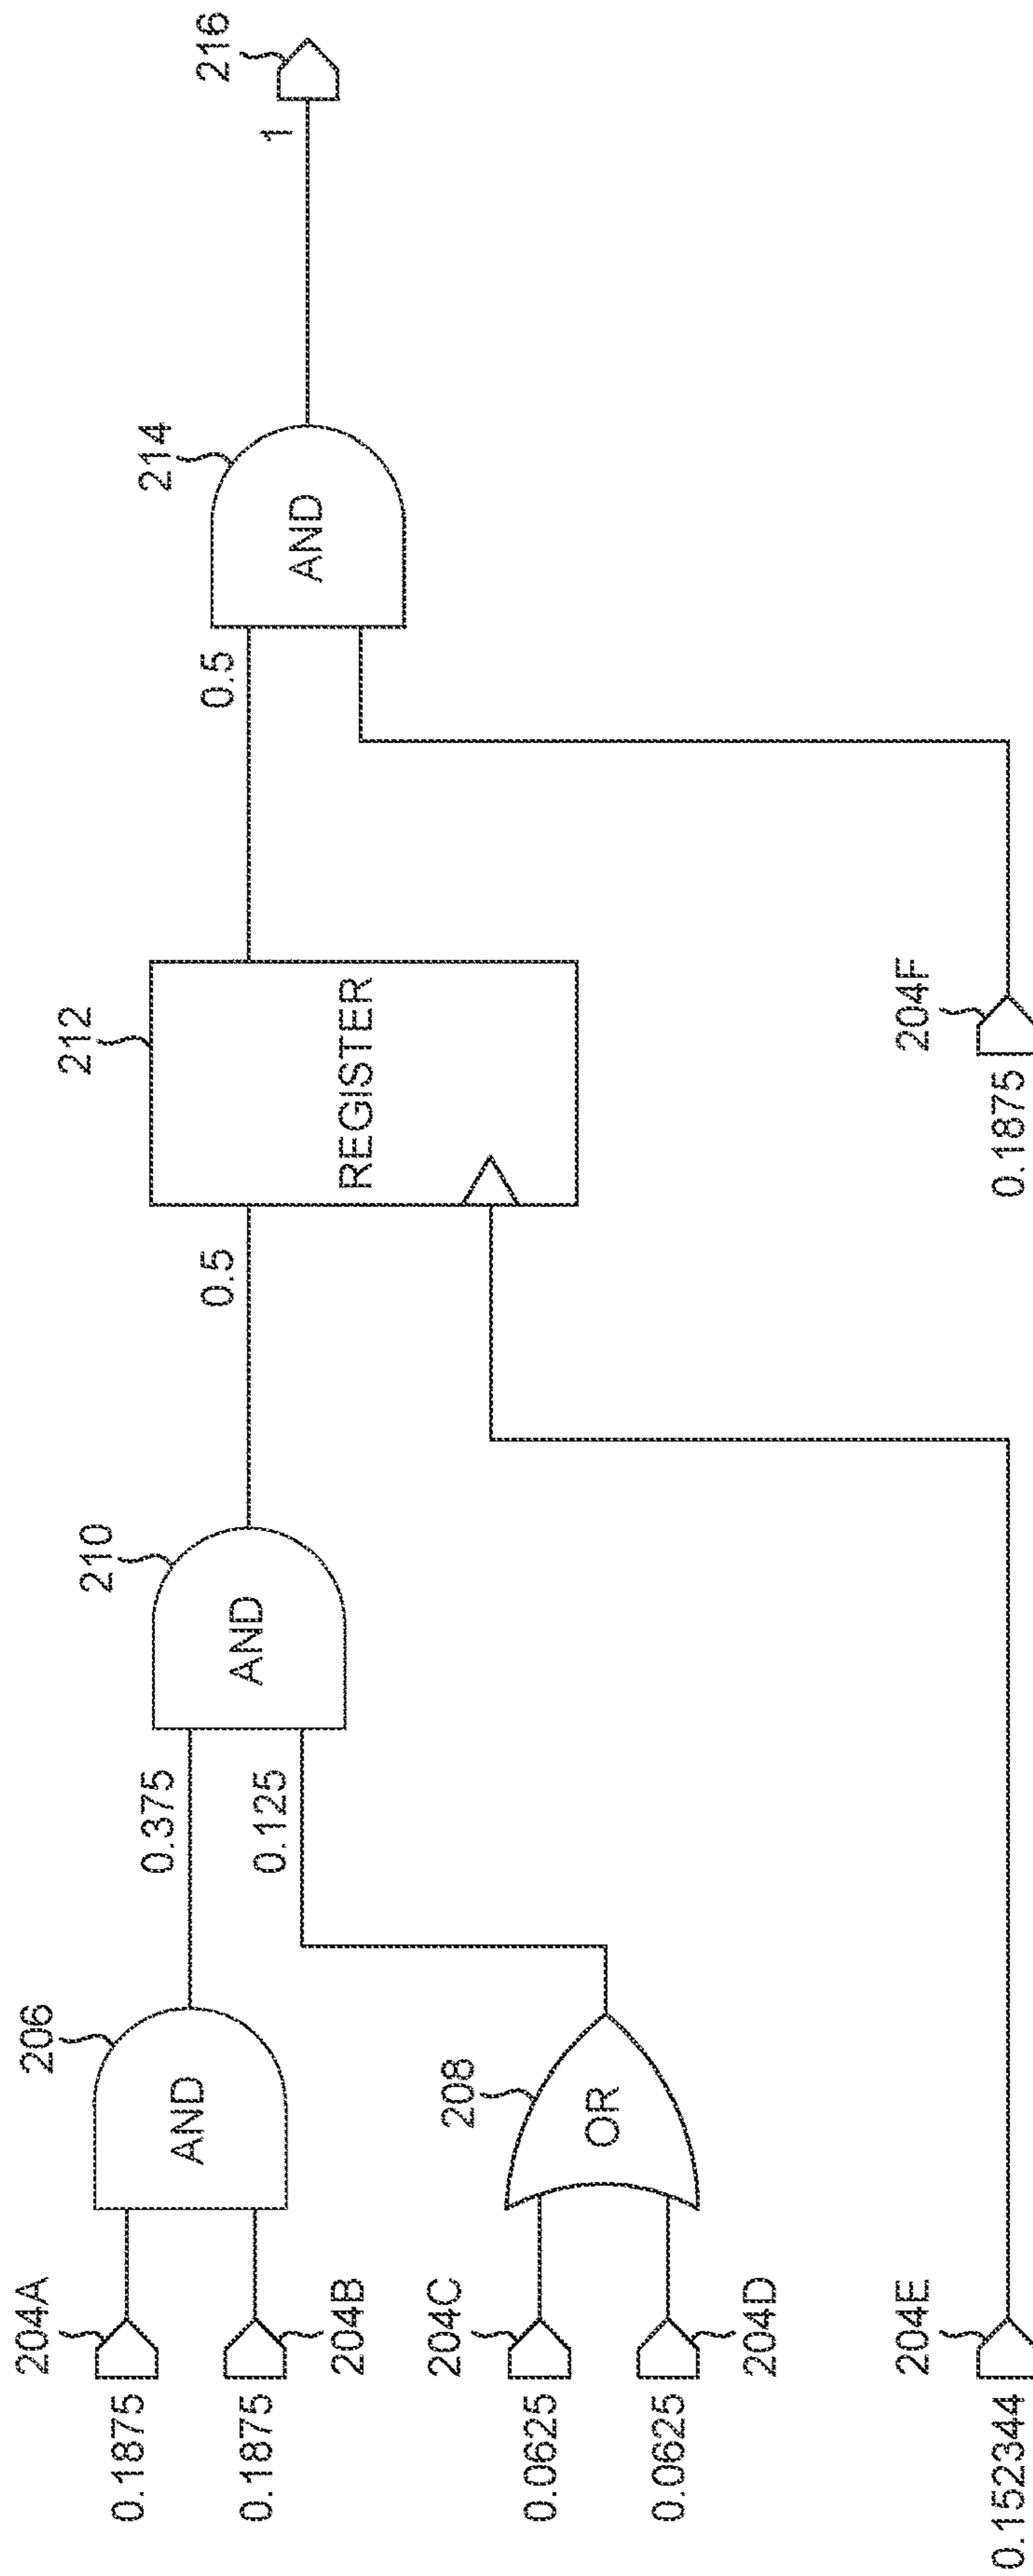 204A
0.1875
0.1875
204B
206
AND
204C
0.0625
0.0625
204D
208
OR
0.375
0.125
210
AND
0.5
204E
0.152344
212
REGISTER
0.5
204F
0.1875
214
AND
1
216